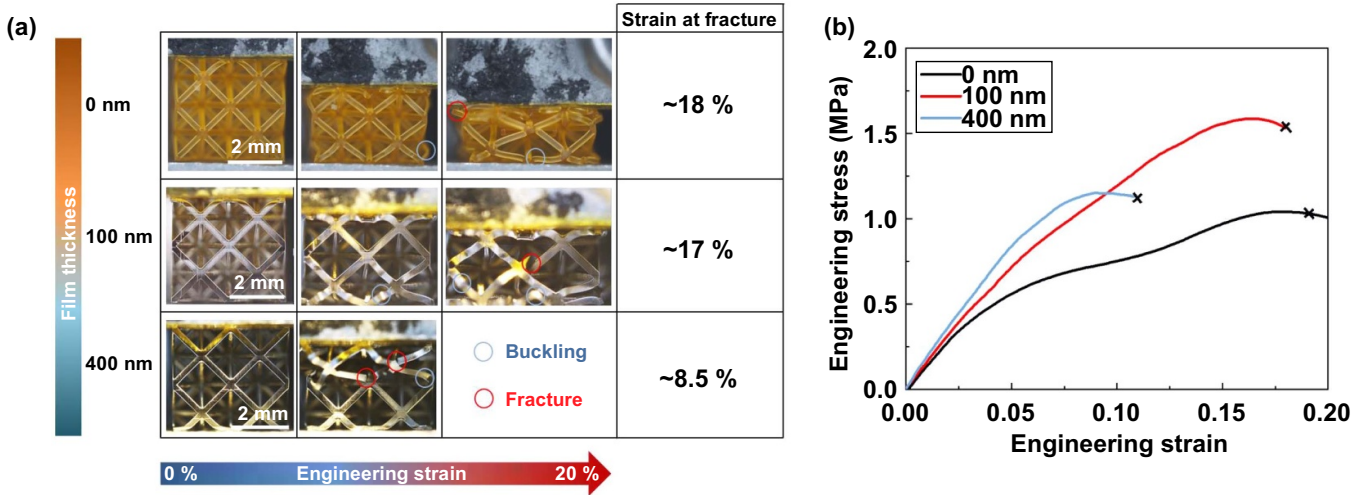 (a)
Strain at fracture
Film thickness
0 nm
100 nm
400 nm
2 mm
~18 %
2 mm
~17 %
2 mm
Buckling
Fracture
~8.5 %
0 %
Engineering strain
20 %
(b)
Engineering stress (MPa)
2.0
1.5
1.0
0.5
0.0
0 nm
100 nm
400 nm
0.00
0.05
0.10
0.15
0.20
Engineering strain